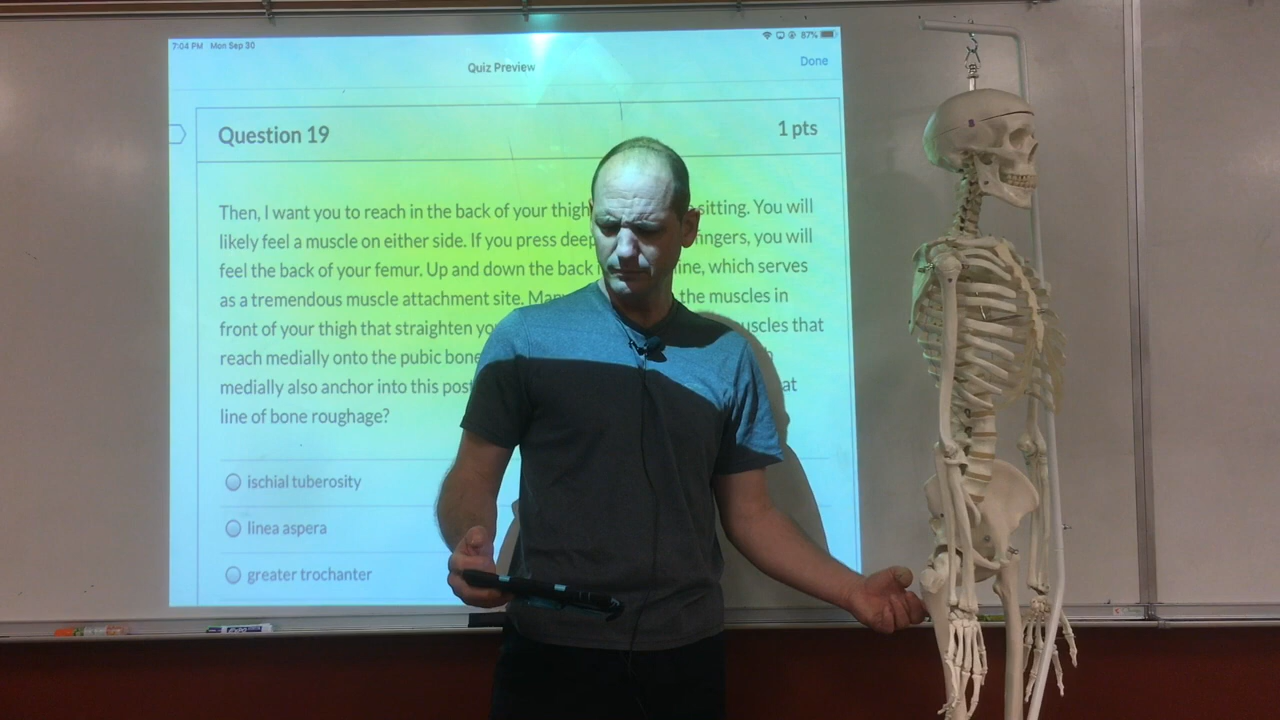 7:04 PM Mon Sep 30
87%
Quiz Preview
Done
Question 19
1 pts
Then, I want you to reach in the back of your thigh sitting. You will
likely feel a muscle on either side. If you press deep fingers, you will
feel the back of your femur. Up and down the back line, which serves
as a tremendous muscle attachment site. the muscles in
front of your thigh that straighten muscles that
reach medially onto the pubic bone
medially also anchor into this
line of bone roughage?
ischial tuberosity
linea aspera
greater trochanter